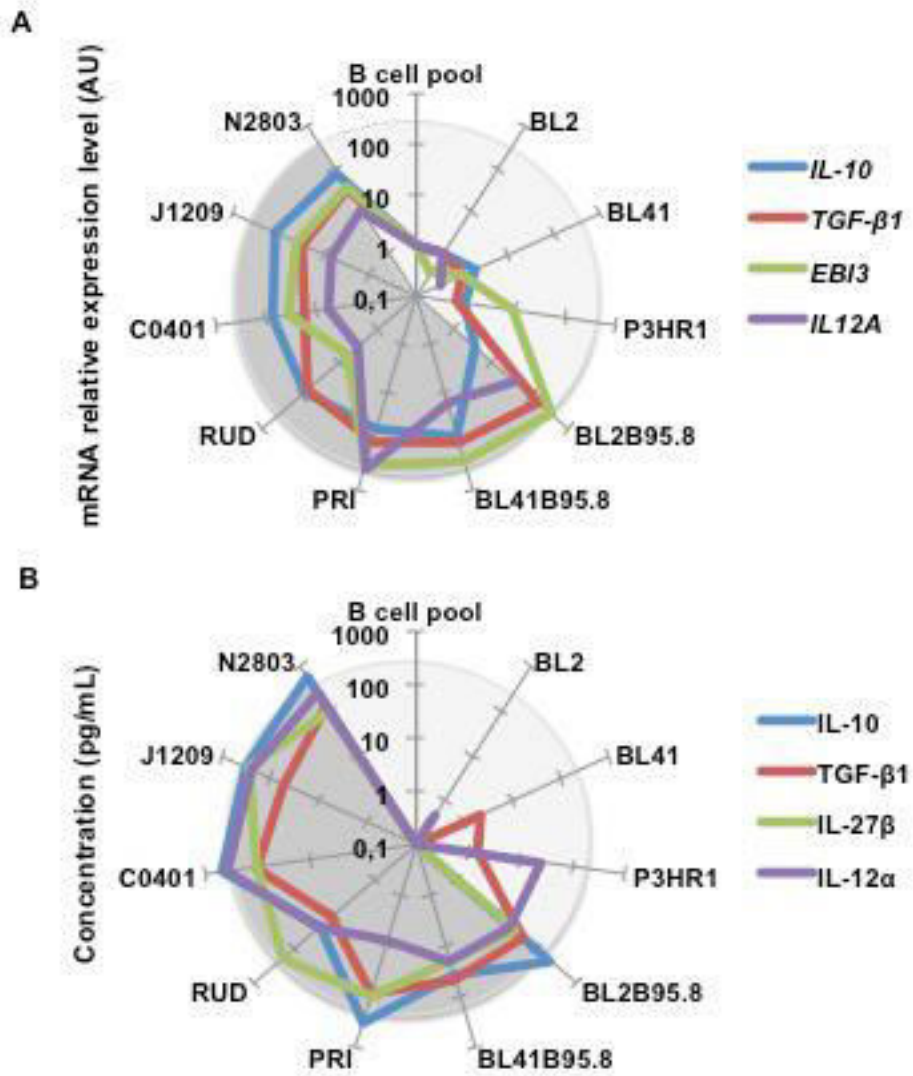 A
mRNA relative expression level (AU)
B cell pool
1000
100
10
1
0,1
BL2
BL41
P3HR1
BL2B95.8
BL41B95.8
PRI
RUD
C0401
J1209
N2803
IL-10
TGF-β1
EBI3
IL12A
B
Concentration (pg/mL)
B cell pool
1000
100
10
1
0,1
BL2
BL41
P3HR1
BL2B95.8
BL41B95.8
PRI
RUD
C0401
J1209
N2803
IL-10
TGF-β1
IL-27β
IL-12α